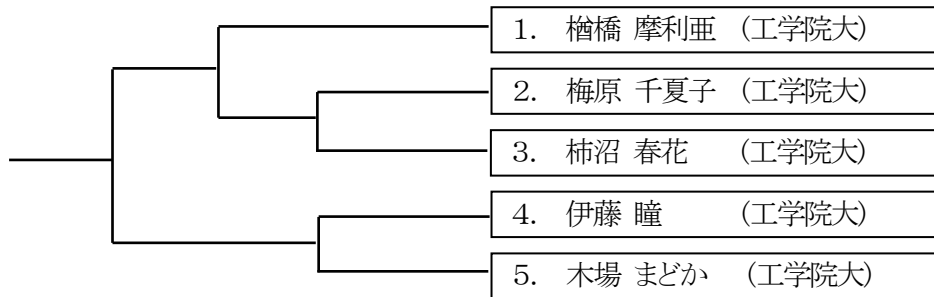 1. 楢橋 摩利亜 (工学院大)
2. 梅原 千夏子 (工学院大)
3. 柿沼 春花 (工学院大)
4. 伊藤 瞳 (工学院大)
5. 木場 まどか (工学院大)